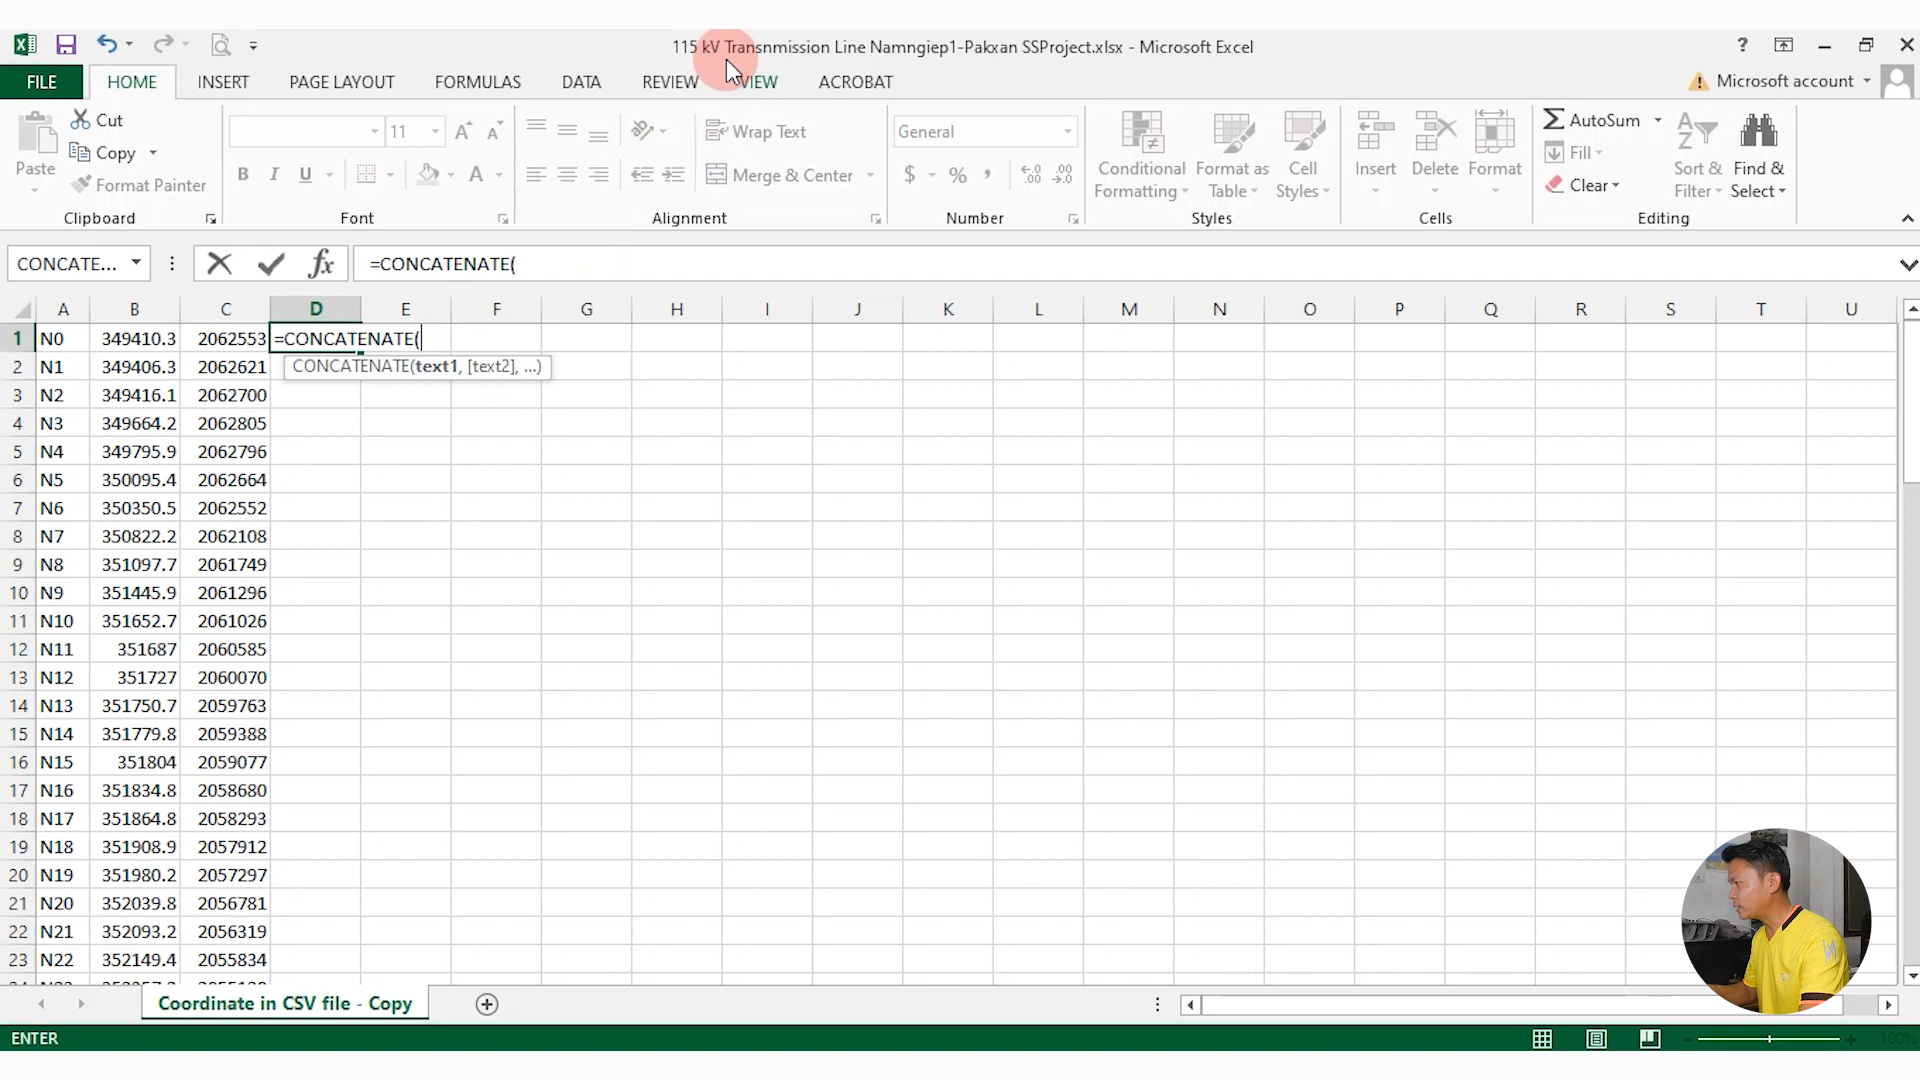 115 kV Transnmission Line Namngiep1-Pakxan SSProject.xlsx - Microsoft Excel
FILE HOME INSERT PAGE LAYOUT FORMULAS DATA REVIEW VIEW ACROBAT Microsoft account
Cut
Copy
Format Painter
Paste
Clipboard
11
B I U A
Font
Wrap Text
Merge & Center
Alignment
General
$ % ,
Number
Conditional Formatting
Format as Table
Cell Styles
Styles
Insert
Delete
Format
Cells
AutoSum
Fill
Clear
Sort & Filter
Find & Select
Editing
CONCATE... fx =CONCATENATE(
A B C D E F G H I J K L M N O P Q R S T U
1 N0 349410.3 2062553 =CONCATENATE(
CONCATENATE(text1, [text2], ...)
2 N1 349406.3 2062621
3 N2 349416.1 2062700
4 N3 349664.2 2062805
5 N4 349795.9 2062796
6 N5 350095.4 2062664
7 N6 350350.5 2062552
8 N7 350822.2 2062108
9 N8 351097.7 2061749
10 N9 351445.9 2061296
11 N10 351652.7 2061026
12 N11 351687 2060585
13 N12 351727 2060070
14 N13 351750.7 2059763
15 N14 351779.8 2059388
16 N15 351804 2059077
17 N16 351834.8 2058680
18 N17 351864.8 2058293
19 N18 351908.9 2057912
20 N19 351980.2 2057297
21 N20 352039.8 2056781
22 N21 352093.2 2056319
23 N22 352149.4 2055834
Coordinate in CSV file - Copy
ENTER